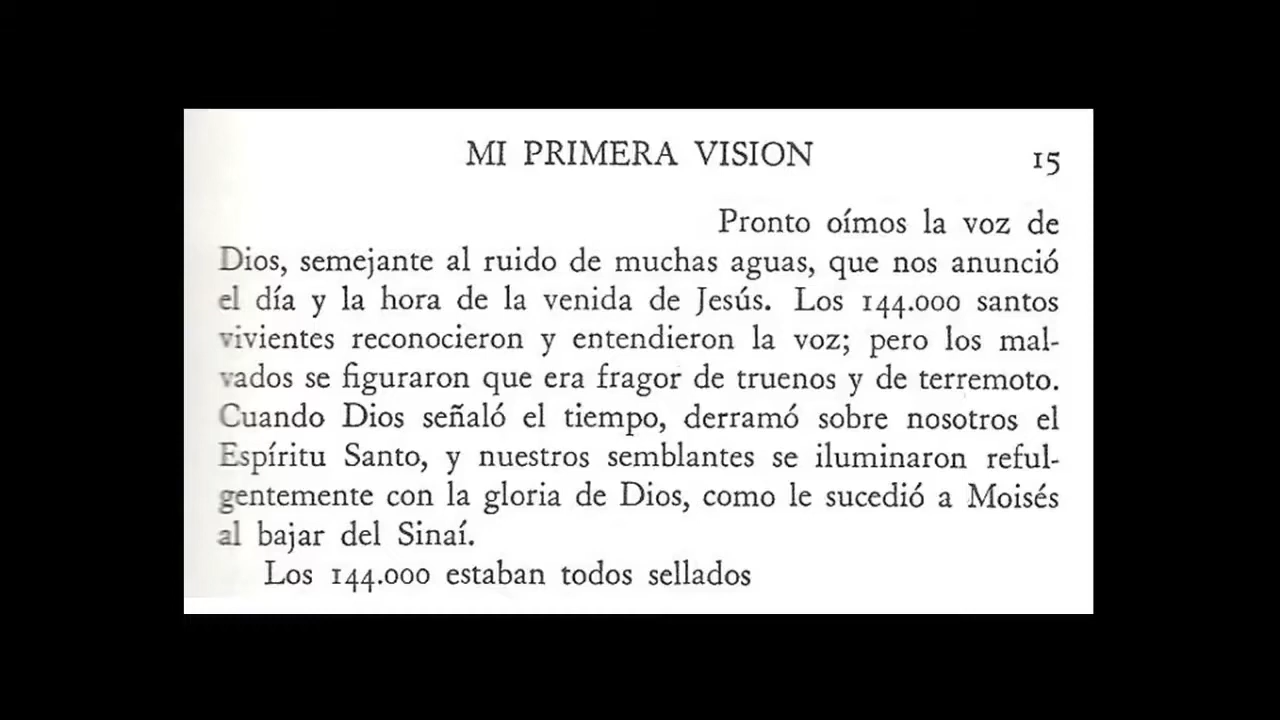 MI PRIMERA VISION 15
Pronto oímos la voz de
Dios, semejante al ruido de muchas aguas, que nos anunció
el día y la hora de la venida de Jesús. Los 144.000 santos
vivientes reconocieron y entendieron la voz; pero los mal-
vados se figuraron que era fragor de truenos y de terremoto.
Cuando Dios señaló el tiempo, derramó sobre nosotros el
Espíritu Santo, y nuestros semblantes se iluminaron reful-
gentemente con la gloria de Dios, como le sucedió a Moisés
al bajar del Sinaí.
Los 144.000 estaban todos sellados